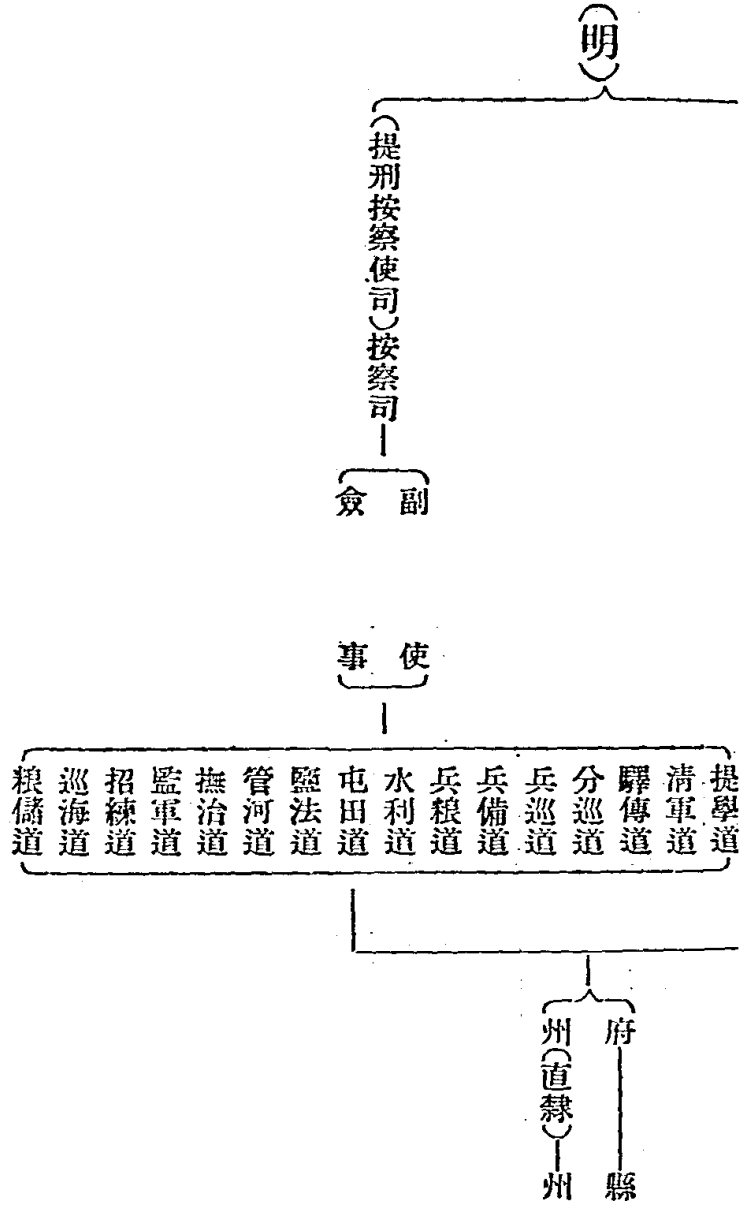 (明)
(提刑按察使司)按察司
副使
僉事
提學道
清軍道
驛傳道
分巡道
兵巡道
兵備道
兵粮道
水利道
屯田道
鹽法道
管河道
撫治道
監軍道
招練道
巡海道
粮儲道
府
縣
州(直隸)
州